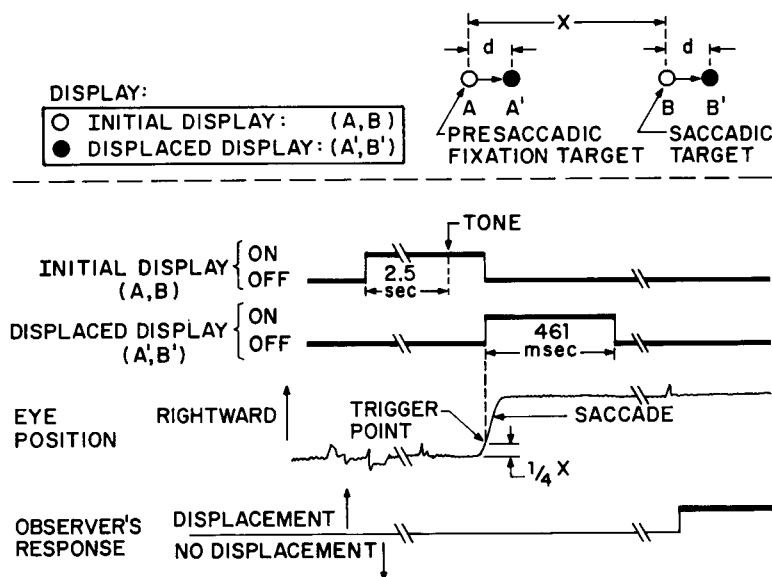 X
d d
DISPLAY:
○ INITIAL DISPLAY: (A,B)
● DISPLACED DISPLAY: (A',B')
A A' B B'
PRESACCADIC
FIXATION TARGET
SACCADIC
TARGET
TONE
INITIAL DISPLAY
(A,B)
ON
OFF
2.5
sec
DISPLACED DISPLAY
(A',B')
ON
OFF
461
msec
EYE
POSITION
RIGHTWARD
TRIGGER
POINT
SACCADE
1/4 X
OBSERVER'S
RESPONSE
DISPLACEMENT
NO DISPLACEMENT